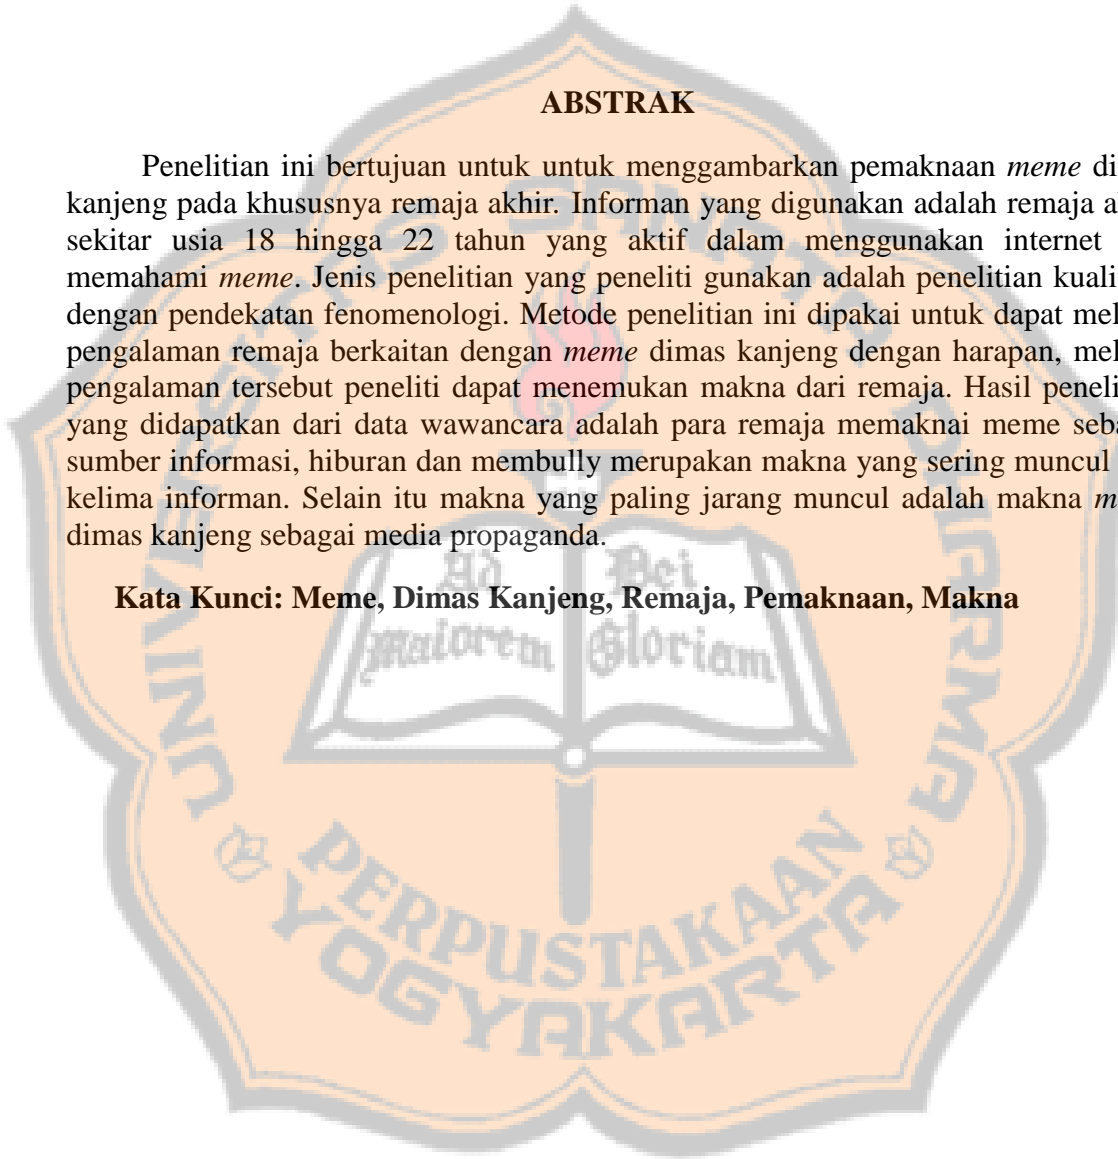 ABSTRAK
Penelitian ini bertujuan untuk untuk menggambarkan pemaknaan meme di
kanjeng pada khususnya remaja akhir. Informan yang digunakan adalah remaja a
sekitar usia 18 hingga 22 tahun yang aktif dalam menggunakan internet
memahami meme. Jenis penelitian yang peneliti gunakan adalah penelitian kuali
dengan pendekatan fenomenologi. Metode penelitian ini dipakai untuk dapat mel
pengalaman remaja berkaitan dengan meme dimas kanjeng dengan harapan, mel
pengalaman tersebut peneliti dapat menemukan makna dari remaja. Hasil peneli
yang didapatkan dari data wawancara adalah para remaja memaknai meme seba
sumber informasi, hiburan dan membully merupakan makna yang sering muncul
kelima informan. Selain itu makna yang paling jarang muncul adalah makna m
dimas kanjeng sebagai media propaganda.
Kata Kunci: Meme, Dimas Kanjeng, Remaja, Pemaknaan, Makna
UNIVERSITAS SANATA DHARMA
Ad Dei
maiorem Gloriam
PERPUSTAKAAN
YOGYAKARTA